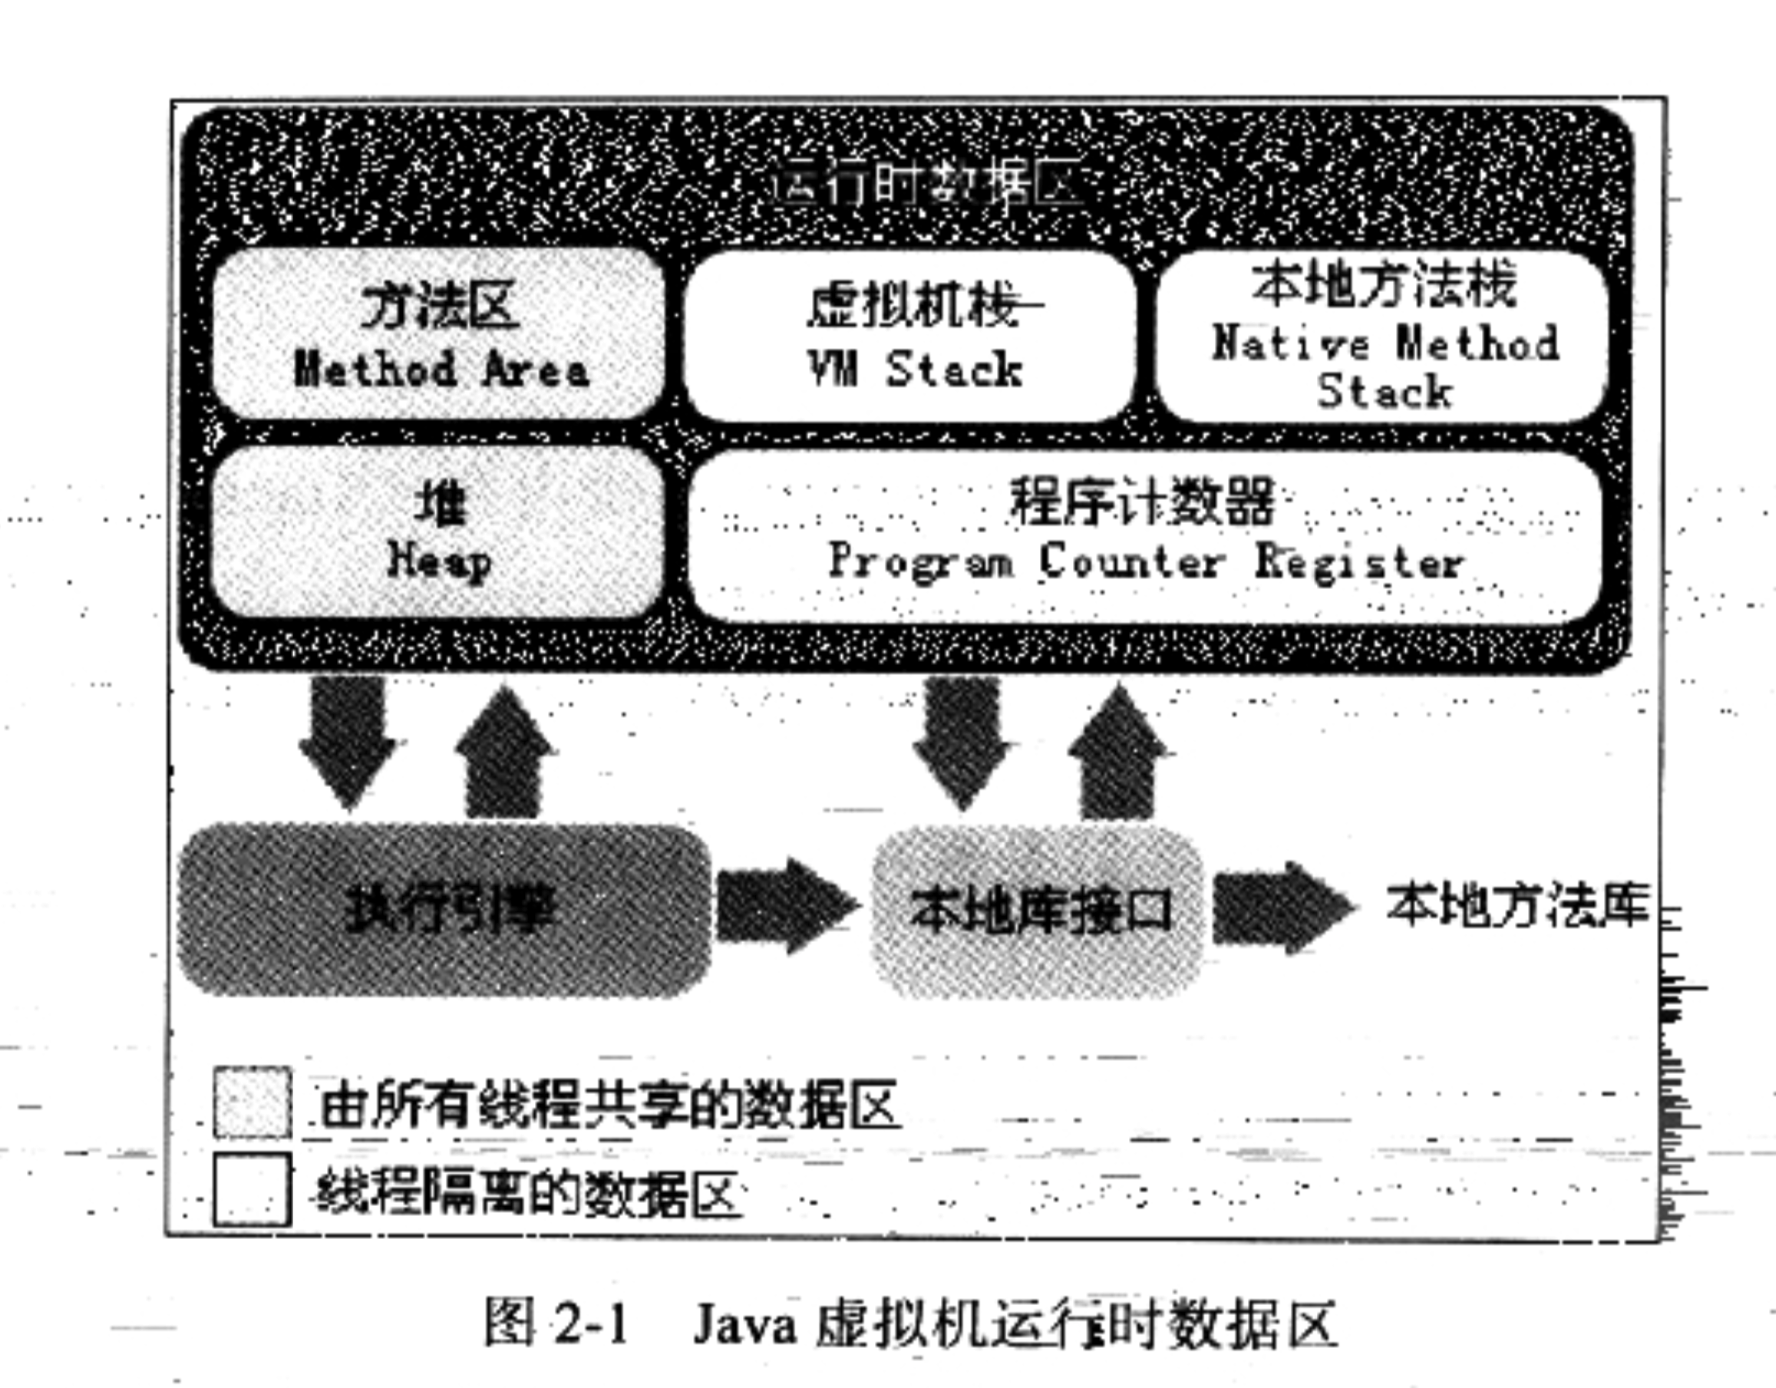 运行时数据区
方法区
Method Area
虚拟机栈
VM Stack
本地方法栈
Native Method
Stack
堆
Heap
程序计数器
Program Counter Register
执行引擎
本地库接口
本地方法库
由所有线程共享的数据区
线程隔离的数据区
图 2-1 Java 虚拟机运行时数据区